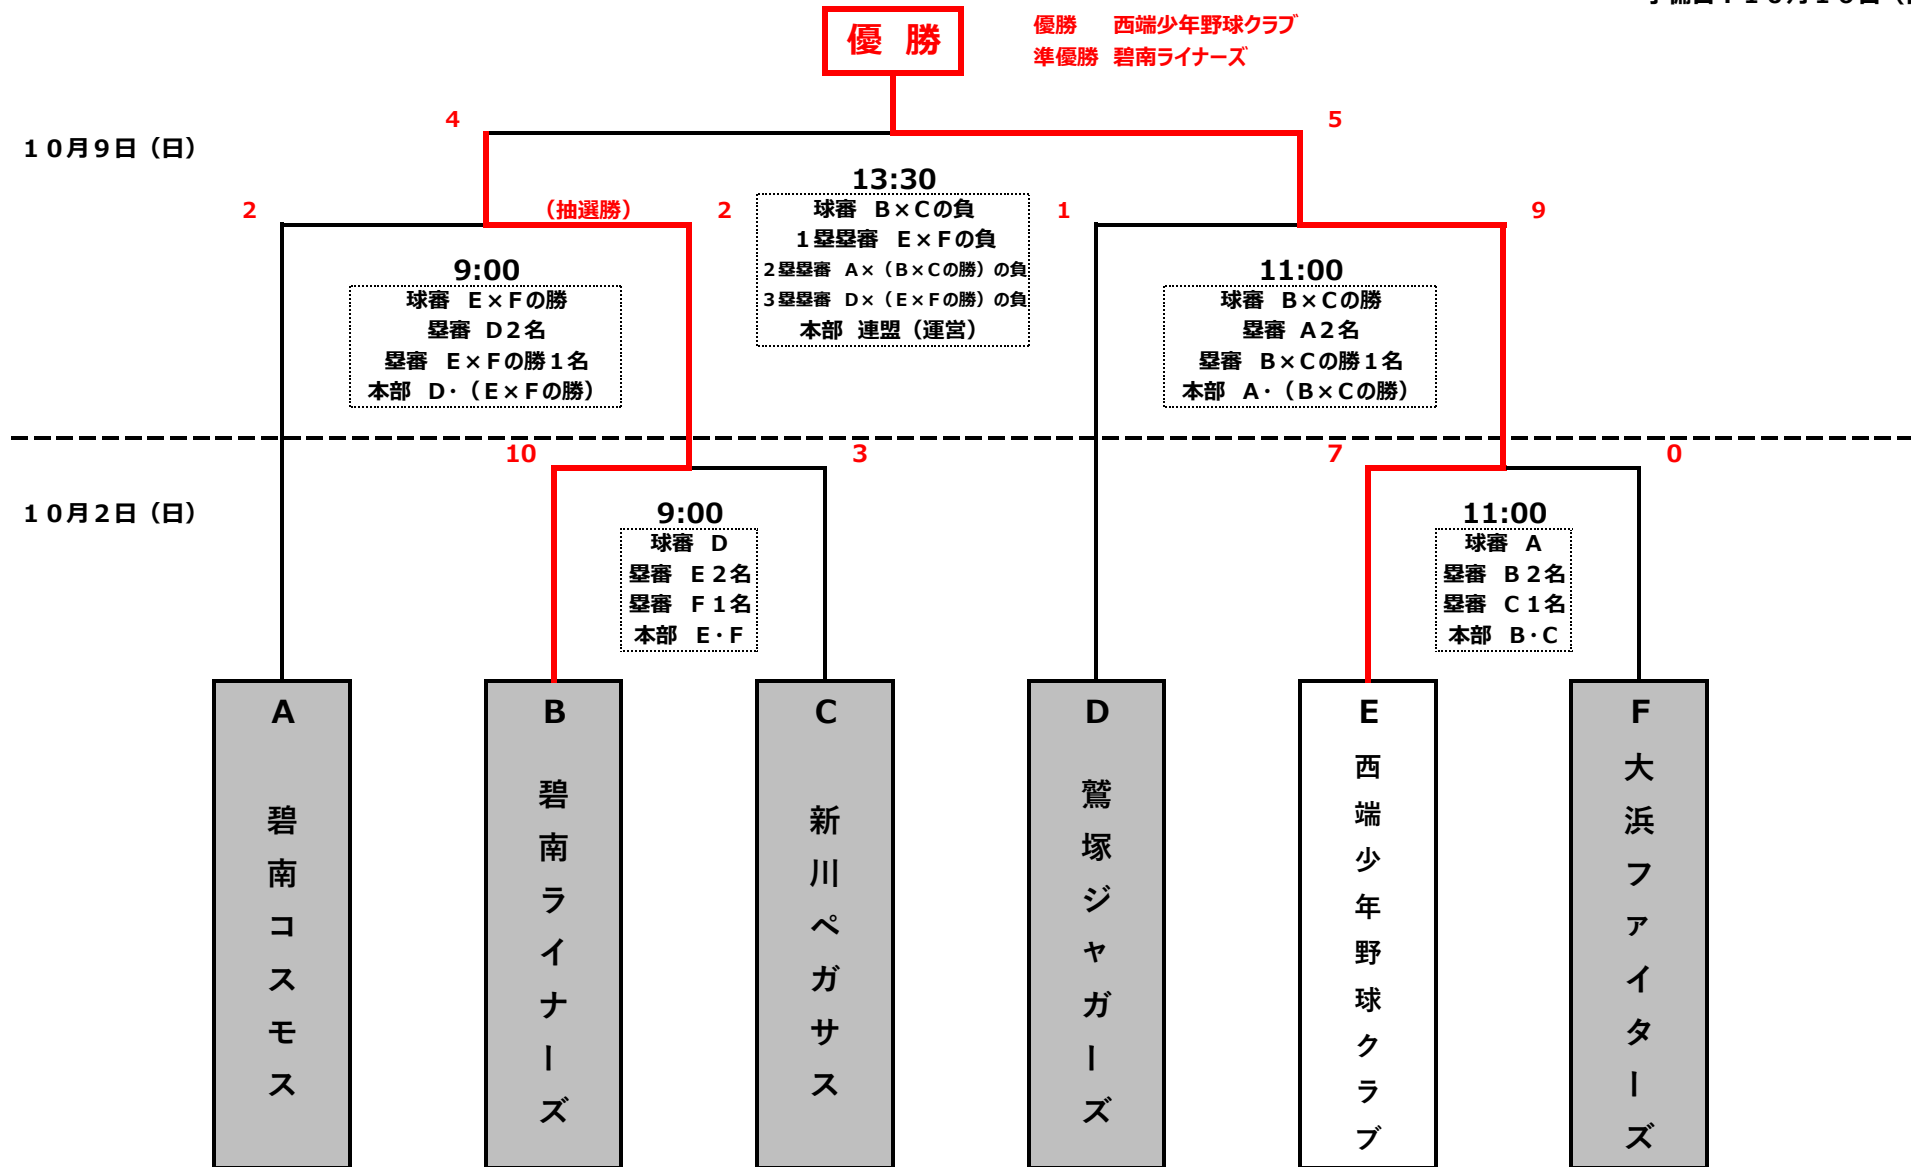 優 勝
優勝 西端少年野球クラブ
準優勝 碧南ライナーズ
4
5
１０月９日（日）
13:30
球審 Ｂ×Ｃの負
１塁塁審 Ｅ×Ｆの負
２塁塁審 Ａ×（Ｂ×Ｃの勝）の負
３塁塁審 Ｄ×（Ｅ×Ｆの勝）の負
本部 連盟（運営）
2
（抽選勝）
2
1
9
9:00
球審 Ｅ×Ｆの勝
塁審 Ｄ２名
塁審 Ｅ×Ｆの勝１名
本部 Ｄ・（Ｅ×Ｆの勝）
11:00
球審 Ｂ×Ｃの勝
塁審 Ａ２名
塁審 Ｂ×Ｃの勝１名
本部 Ａ・（Ｂ×Ｃの勝）
10
3
7
0
１０月２日（日）
9:00
球審 Ｄ
塁審 Ｅ２名
塁審 Ｆ１名
本部 Ｅ・Ｆ
11:00
球審 Ａ
塁審 Ｂ２名
塁審 Ｃ１名
本部 Ｂ・Ｃ
Ａ
碧南コスモス
Ｂ
碧南ライナーズ
Ｃ
新川ペガサス
Ｄ
鷲塚ジャガーズ
Ｅ
西端少年野球クラブ
Ｆ
大浜ファイターズ